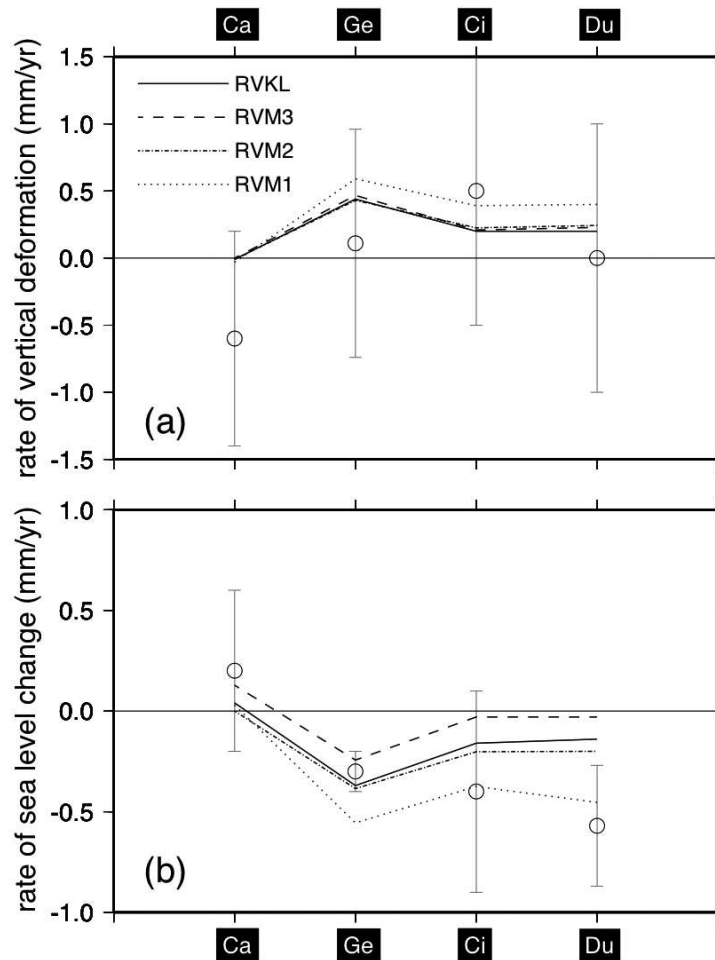 Ca Ge Ci Du
rate of vertical deformation (mm/yr)
1.5
1.0
0.5
0.0
-0.5
-1.0
-1.5
RVKL
RVM3
RVM2
RVM1
(a)
rate of sea level change (mm/yr)
1.0
0.5
0.0
-0.5
-1.0
(b)
Ca Ge Ci Du